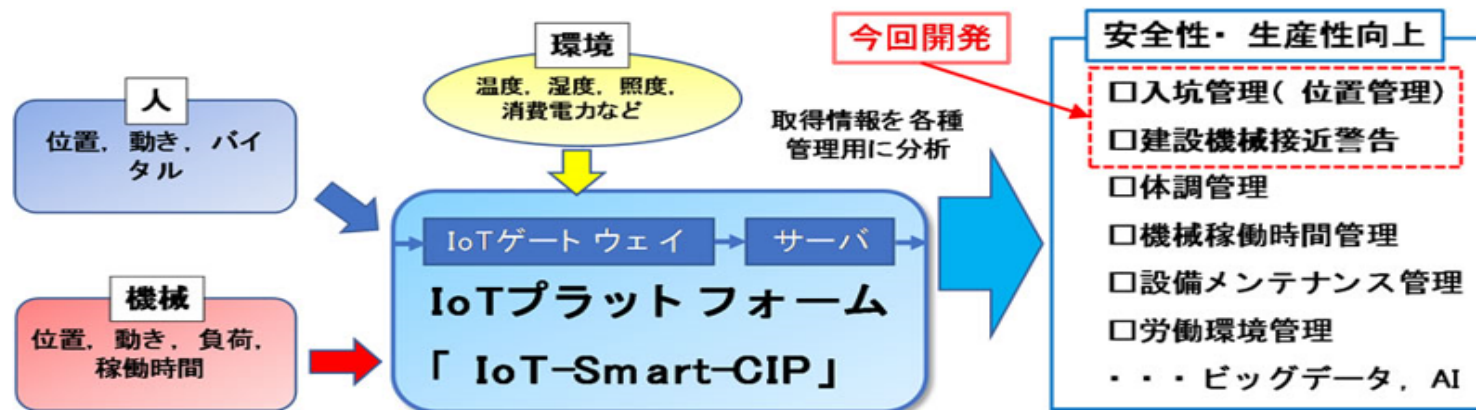 人
位置，動き，バイ
タル
機械
位置，動き，負荷，
稼働時間
環境
温度，湿度，照度，
消費電力など
IoTゲートウェイ
サーバ
IoTプラットフォーム
「IoT-Smart-CIP」
取得情報を各種
管理用に分析
今回開発
安全性・生産性向上
□入坑管理(位置管理)
□建設機械接近警告
□体調管理
□機械稼働時間管理
□設備メンテナンス管理
□労働環境管理
・・・ビッグデータ，AI